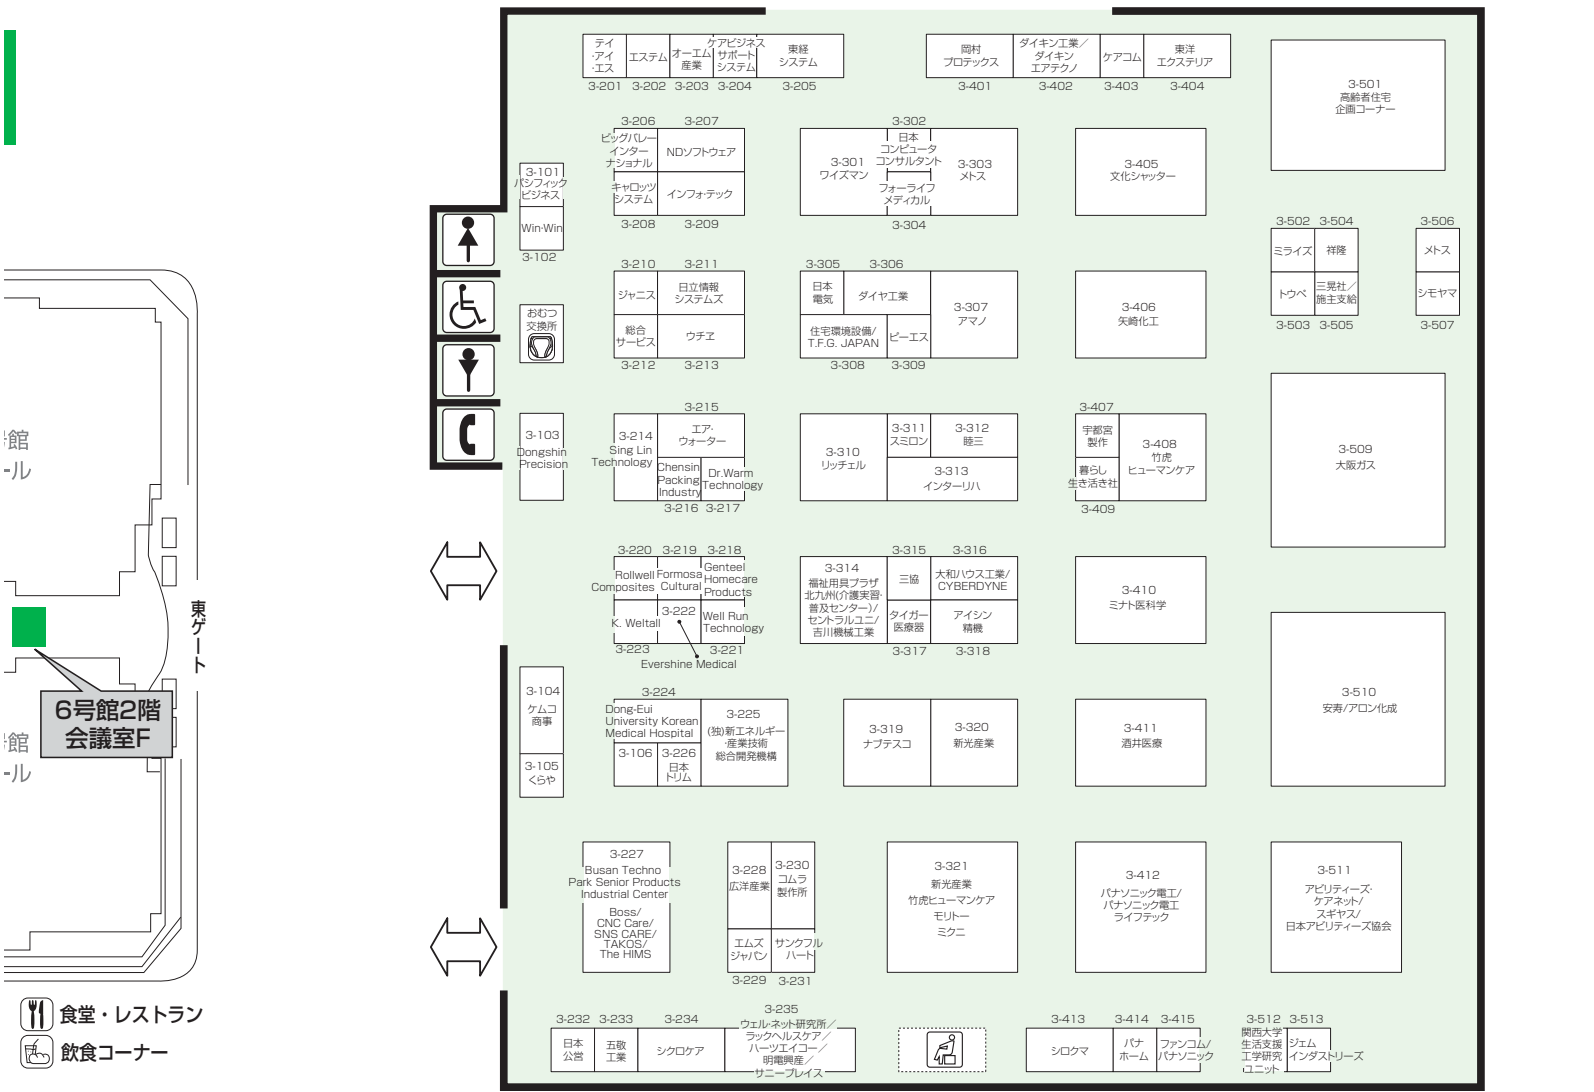 テイ
・アイ
・エス
3-201
エステム
3-202
オーエム
産業
3-203
ケアビジネス
サポート
システム
3-204
東経
システム
3-205
岡村
プロテックス
3-401
ダイキン工業／
ダイキン
エアテクノ
3-402
ケアコム
3-403
東洋
エクステリア
3-404
3-501
高齢者住宅
企画コーナー
3-101
パシフィック
ビジネス
Win·Win
3-102
3-206
ビッグバレー
インター
ナショナル
3-207
NDソフトウェア
キャロッツ
システム
3-208
インフォ·テック
3-209
3-301
ワイズマン
3-302
日本
コンピュータ
コンサルタント
3-303
メトス
フォーライフ
メディカル
3-304
3-405
文化シャッター
3-502
ミライズ
3-504
祥隆
3-506
メトス
トウペ
3-503
三晃社／
施主支給
3-505
シモヤマ
3-507
おむつ
交換所
3-210
ジャニス
3-211
日立情報
システムズ
総合
サービス
3-212
ウチヱ
3-213
3-305
日本
電気
3-306
ダイヤ工業
3-307
アマノ
住宅環境設備/
T.F.G. JAPAN
3-308
ピーエス
3-309
3-406
矢崎化工
3-103
Dongshin
Precision
3-214
Sing Lin
Technology
3-215
エア·
ウォーター
Chensin
Packing
Industry
3-216
Dr.Warm
Technology
3-217
3-310
リッチェル
3-311
スミロン
3-312
睦三
3-313
インターリハ
3-407
宇都宮
製作
3-408
竹虎
ヒューマンケア
暮らし
生き活き社
3-409
3-509
大阪ガス
3-220
Rollwell
Composites
3-219
Formosa
Cultural
3-218
Genteel
Homecare
Products
K. Weltall
3-223
3-222
Evershine Medical
Well Run
Technology
3-221
3-314
福祉用具プラザ
北九州(介護実習·
普及センター)/
セントラルユニ/
吉川機械工業
3-315
三協
3-316
大和ハウス工業/
CYBERDYNE
タイガー
医療器
3-317
アイシン
精機
3-318
3-410
ミナト医科学
3-104
ケムコ
商事
3-105
くらや
3-224
Dong-Eui
University Korean
Medical Hospital
3-225
(独)新エネルギー
·産業技術
総合開発機構
3-106
3-226
日本
トリム
3-319
ナブテスコ
3-320
新光産業
3-411
酒井医療
3-510
安寿/アロン化成
3-227
Busan Techno
Park Senior Products
Industrial Center
Boss/
CNC Care/
SNS CARE/
TAKOS/
The HIMS
3-228
広洋産業
3-230
コムラ
製作所
エムズ
ジャパン
3-229
サンクフル
ハート
3-231
3-321
新光産業
竹虎ヒューマンケア
モリトー
ミクニ
3-412
パナソニック電工/
パナソニック電工
ライフテック
3-511
アビリティーズ·
ケアネット/
スギヤス/
日本アビリティーズ協会
3-232
日本
公営
3-233
五敬
工業
3-234
シクロケア
3-235
ウェル·ネット研究所／
ラックヘルスケア／
ハーツエイコー／
明電興産／
サニープレイス
3-413
シロクマ
3-414
パナ
ホーム
3-415
ファンコム/
パナソニック
3-512
関西大学
生活支援
工学研究
ユニット
3-513
ジェム
インダストリーズ
号館
ール
東ゲート
6号館2階
会議室F
号館
ール
食堂・レストラン
飲食コーナー